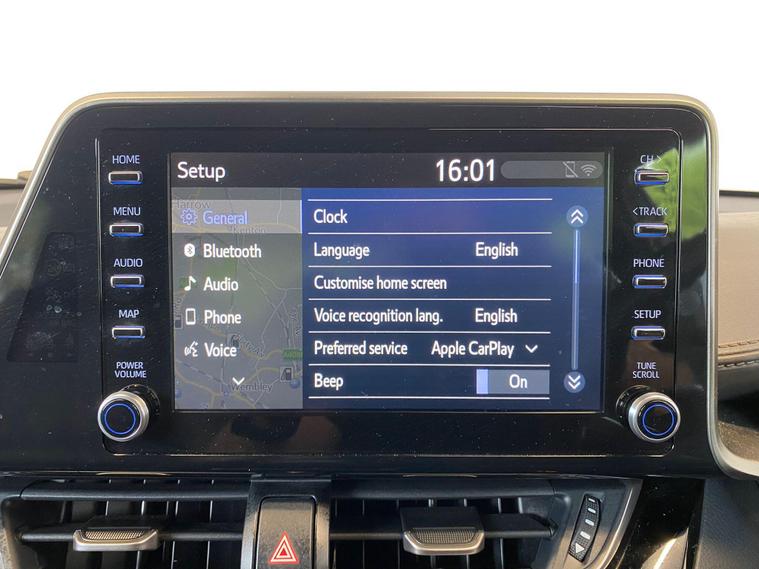 HOME
MENU
AUDIO
MAP
POWER
VOLUME
Setup
16:01
Harrow
General
Kenton
Bluetooth
Audio
Phone
Voice
Wembley
Clock
Language English
Customise home screen
Voice recognition lang. English
Preferred service Apple CarPlay
Beep On
CH >
< TRACK
PHONE
SETUP
TUNE
SCROLL